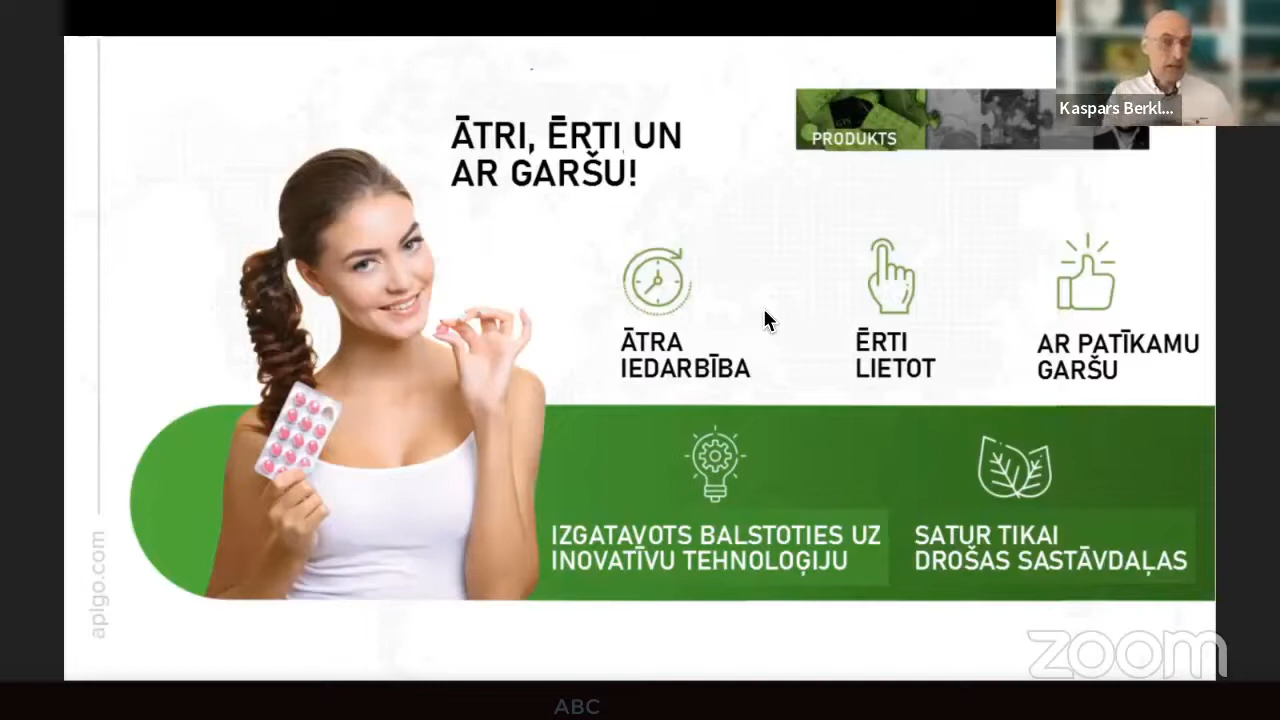 Kaspars Berkl...
PRODUKTS
ĀTRI, ĒRTI UN
AR GARŠU!
ĀTRA
IEDARBĪBA
ĒRTI
LIETOT
AR PATĪKAMU
GARŠU
IZGATAVOTS BALSTOTIES UZ
INOVATĪVU TEHNOLOĢIJU
SATUR TIKAI
DROŠAS SASTĀVDAĻAS
aplgo.com
zoom
ABC